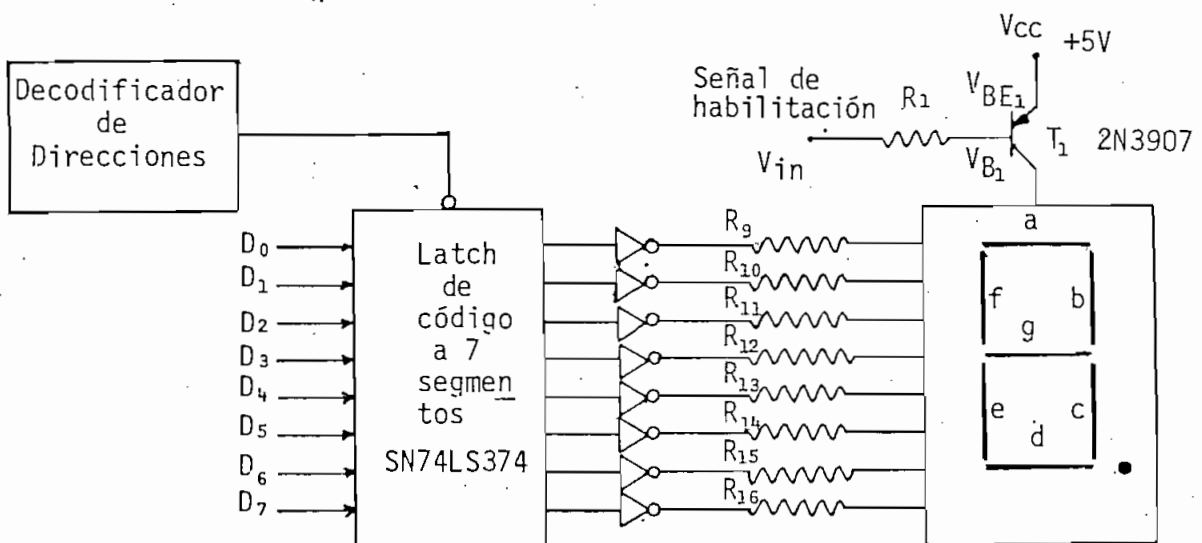 Decodificador
de
Direcciones
Vcc
+5V
Señal de
habilitación
R1
VBE1
Vin
VB1
T1
2N3907
D0
D1
D2
D3
D4
D5
D6
D7
Latch
de
código
a 7
segmen
tos
SN74LS374
R9
R10
R11
R12
R13
R14
R15
R16
a
f
b
g
e
c
d